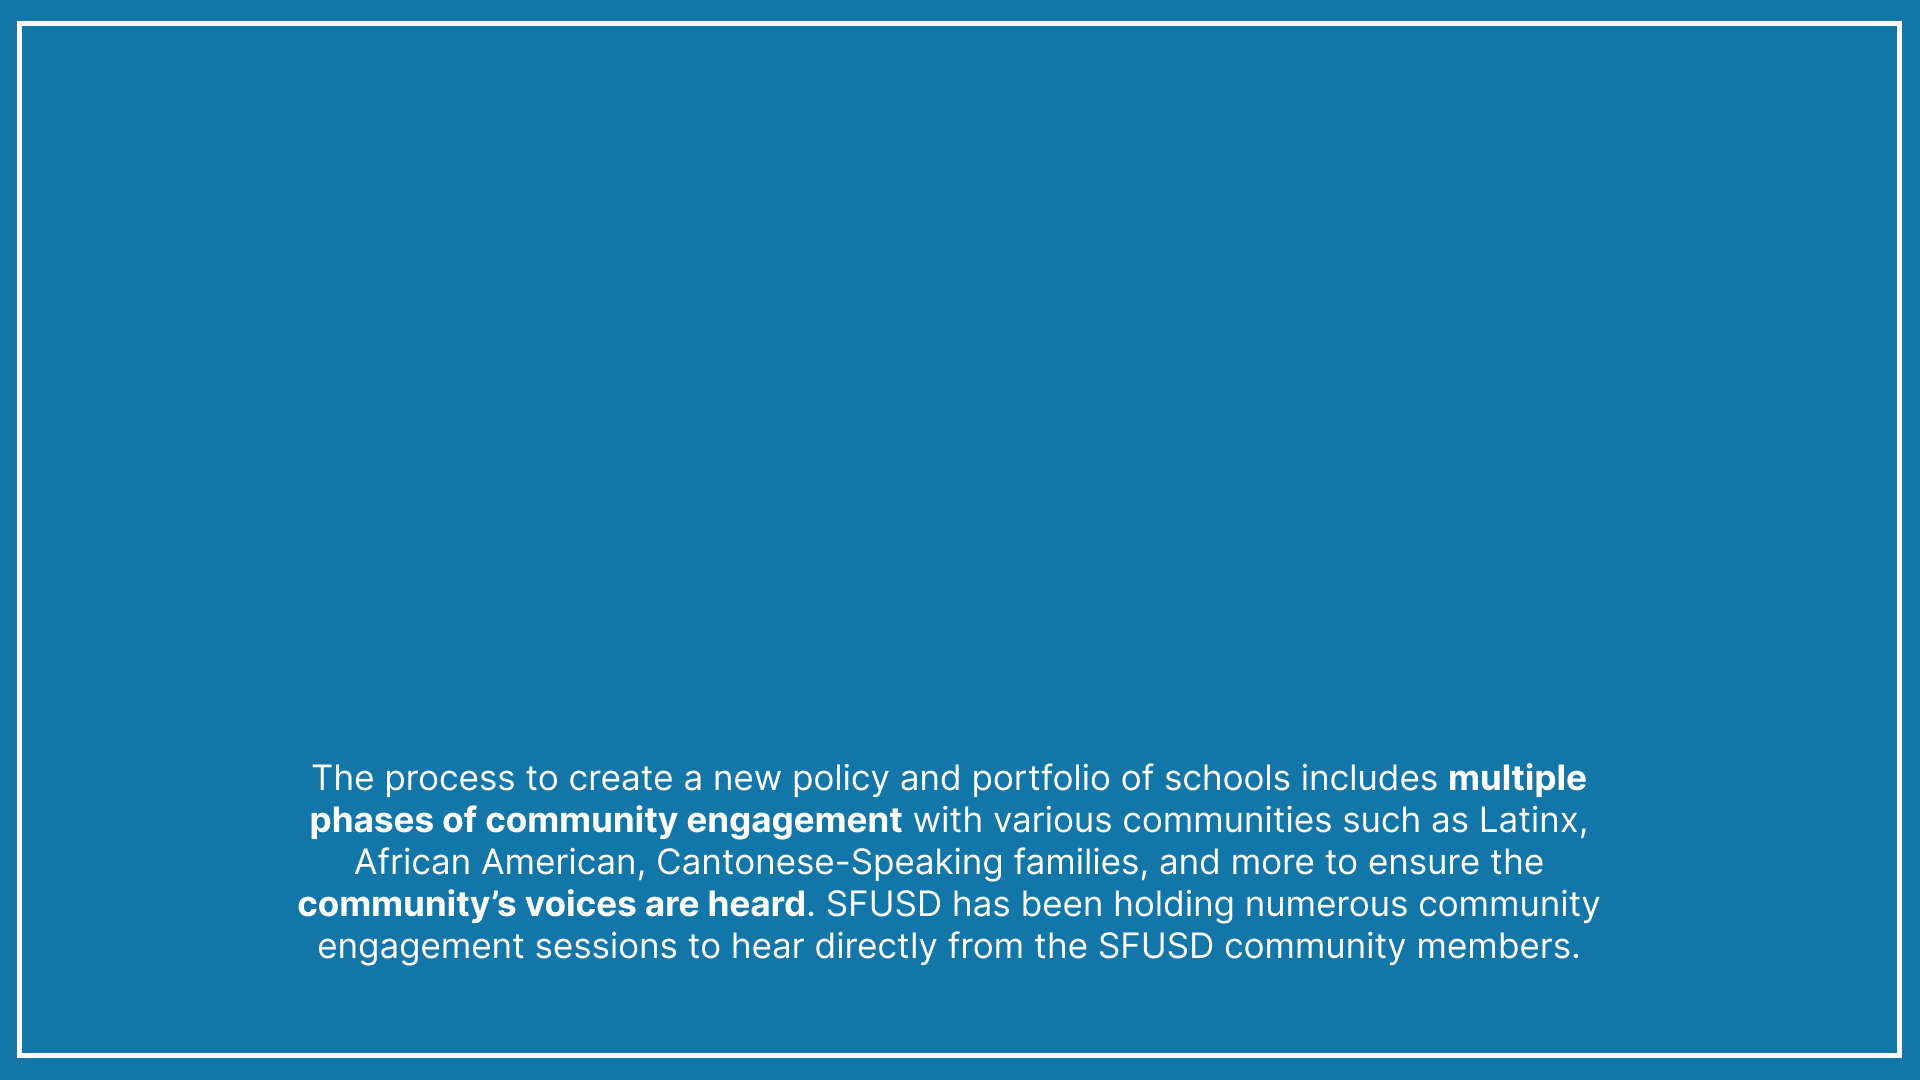 The process to create a new policy and portfolio of schools includes multiple
phases of community engagement with various communities such as Latinx,
African American, Cantonese-Speaking families, and more to ensure the
community’s voices are heard. SFUSD has been holding numerous community
engagement sessions to hear directly from the SFUSD community members.